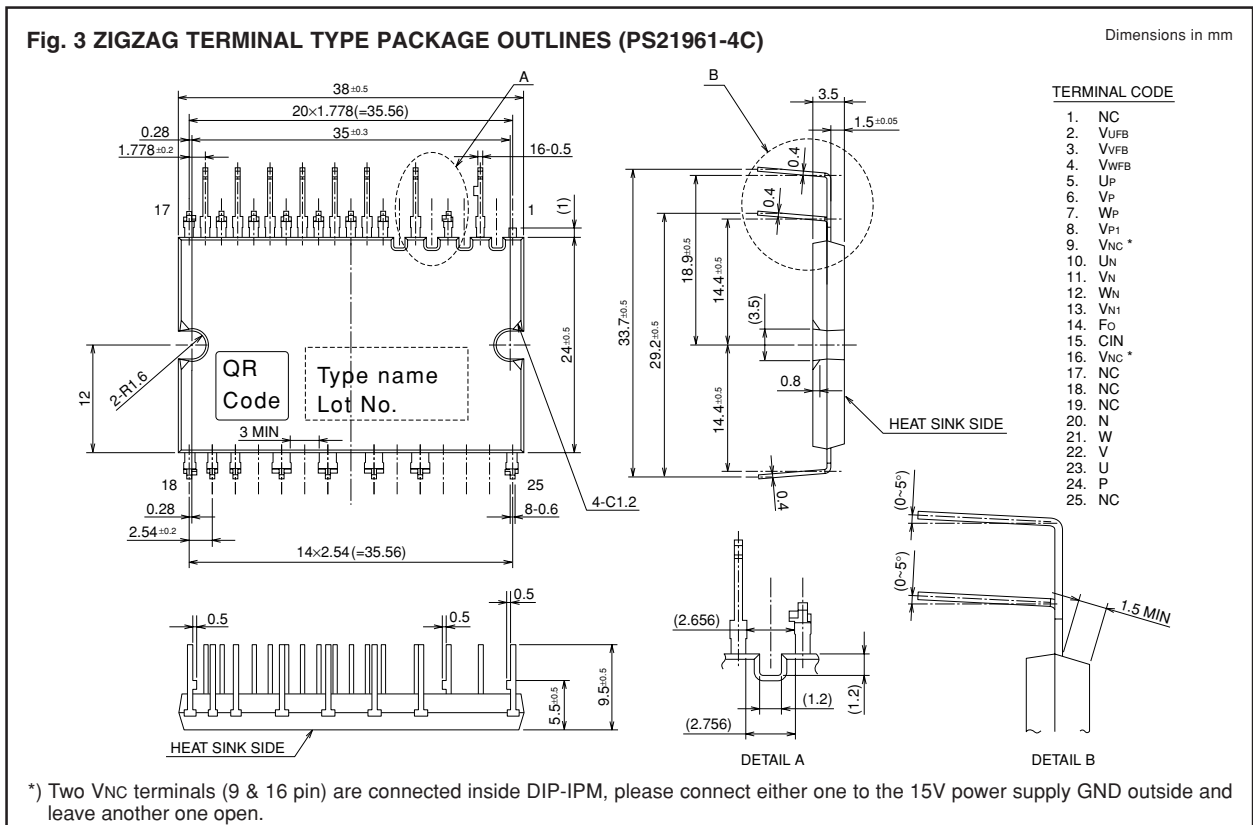 Fig. 3 ZIGZAG TERMINAL TYPE PACKAGE OUTLINES (PS21961-4C)
Dimensions in mm
A
B
38±0.5
20×1.778(=35.56)
35±0.3
0.28
1.778±0.2
16-0.5
17
1
(1)
12
2-R1.6
QR
Code
Type name
Lot No.
3 MIN
24±0.5
18
25
0.28
2.54±0.2
14×2.54(=35.56)
4-C1.2
8-0.6
3.5
1.5±0.05
0.4
0.4
33.7±0.5
29.2±0.5
18.9±0.5
14.4±0.5
14.4±0.5
(3.5)
0.8
HEAT SINK SIDE
0.4
TERMINAL CODE
1. NC
2. VUFB
3. VVFB
4. VWFB
5. UP
6. VP
7. WP
8. VP1
9. VNC *
10. UN
11. VN
12. WN
13. VN1
14. FO
15. CIN
16. VNC *
17. NC
18. NC
19. NC
20. N
21. W
22. V
23. U
24. P
25. NC
0.5
0.5
0.5
5.5±0.5
9.5±0.5
HEAT SINK SIDE
(2.656)
(1.2)
(1.2)
(2.756)
DETAIL A
(0~5°)
(0~5°)
1.5 MIN
DETAIL B
*) Two VNC terminals (9 & 16 pin) are connected inside DIP-IPM, please connect either one to the 15V power supply GND outside and
leave another one open.